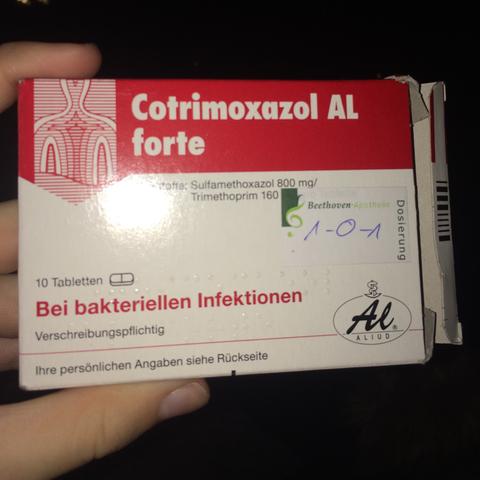 Cotrimoxazol AL
forte
Sulfamethoxazol 800 mg/
Trimethoprim 160
Beethoven Apotheke
Dosierung
1-0-1
10 Tabletten
Bei bakteriellen Infektionen
Verschreibungspflichtig
Al®
ALIUD
Ihre persönlichen Angaben siehe Rückseite